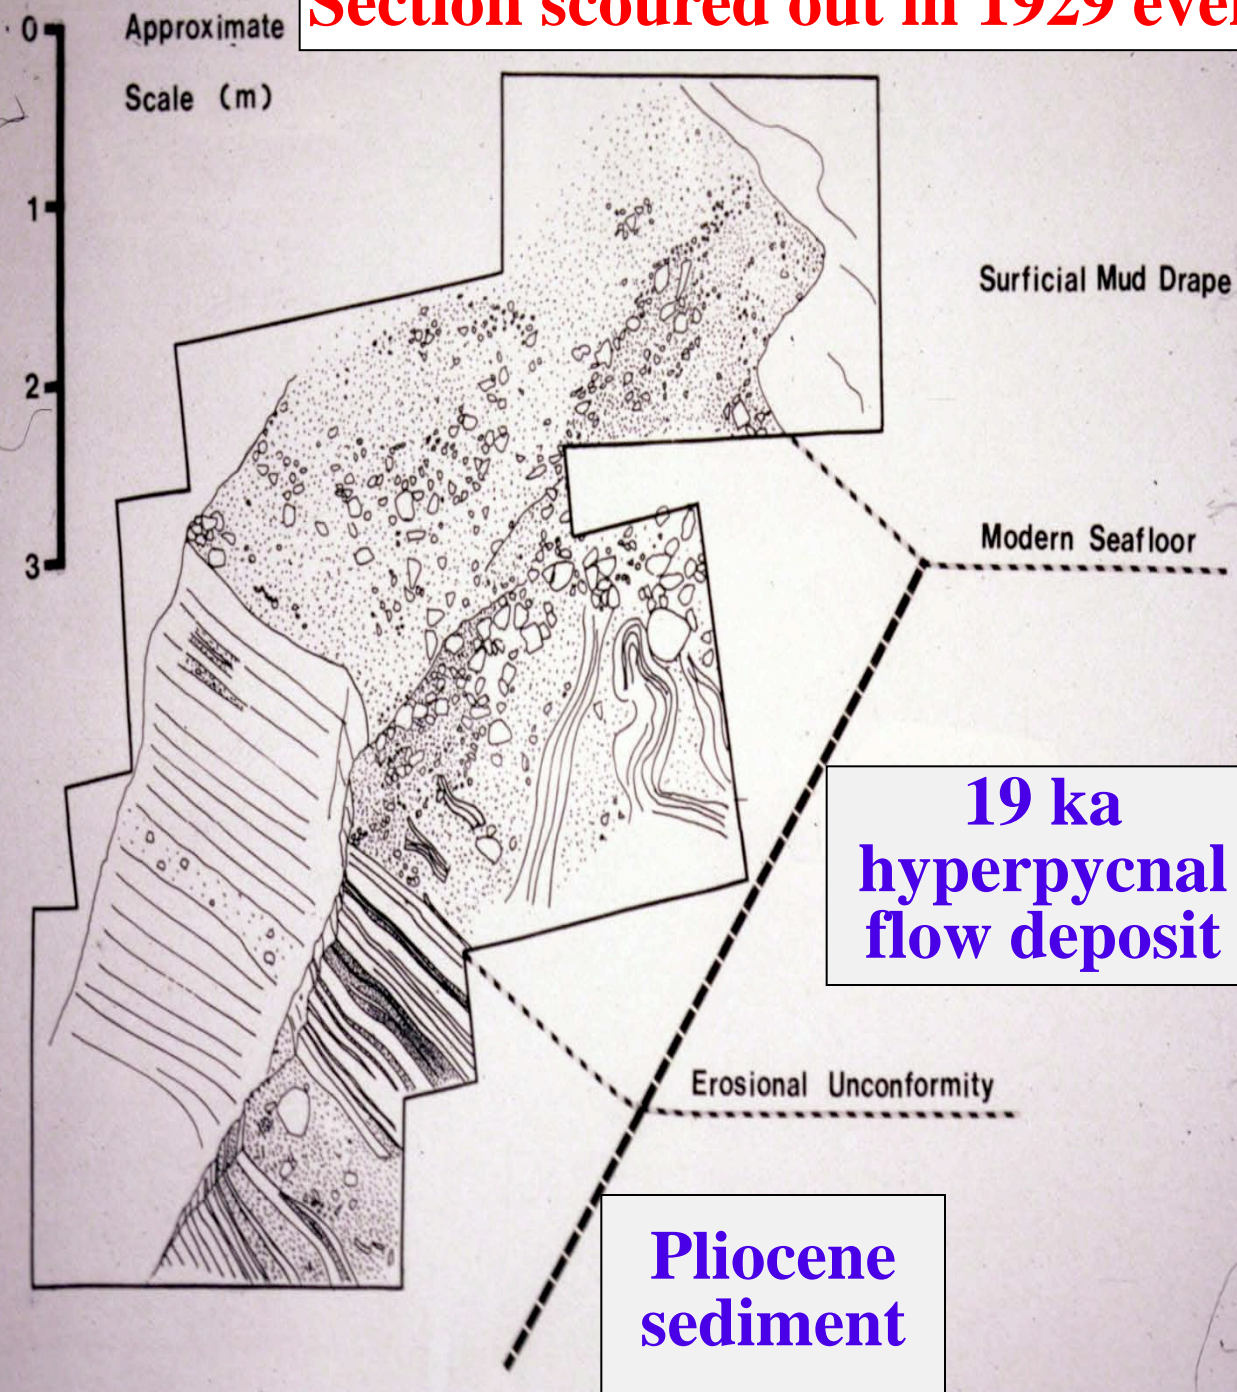 Section scoured out in 1929
0
Approximate
Scale (m)
1
Surficial Mud Drape
2
Modern Seafloor
3
19 ka
hyperpycnal
flow deposit
Erosional Unconformity
Pliocene
sediment